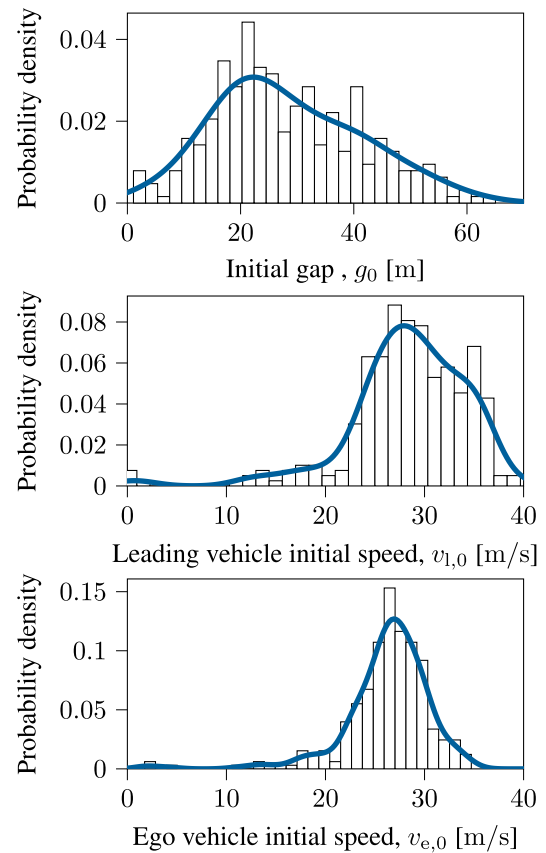 Probability density
0.04
0.02
0
0 20 40 60
Initial gap , g₀ [m]
Probability density
0.08
0.06
0.04
0.02
0
0 10 20 30 40
Leading vehicle initial speed, v_{l,0} [m/s]
Probability density
0.15
0.1
0.05
0
0 10 20 30 40
Ego vehicle initial speed, v_{e,0} [m/s]